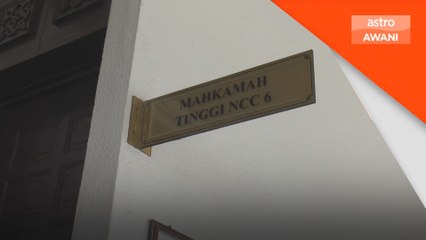 astro
AWANI
MAHKAMAH
TINGGI NCC 6